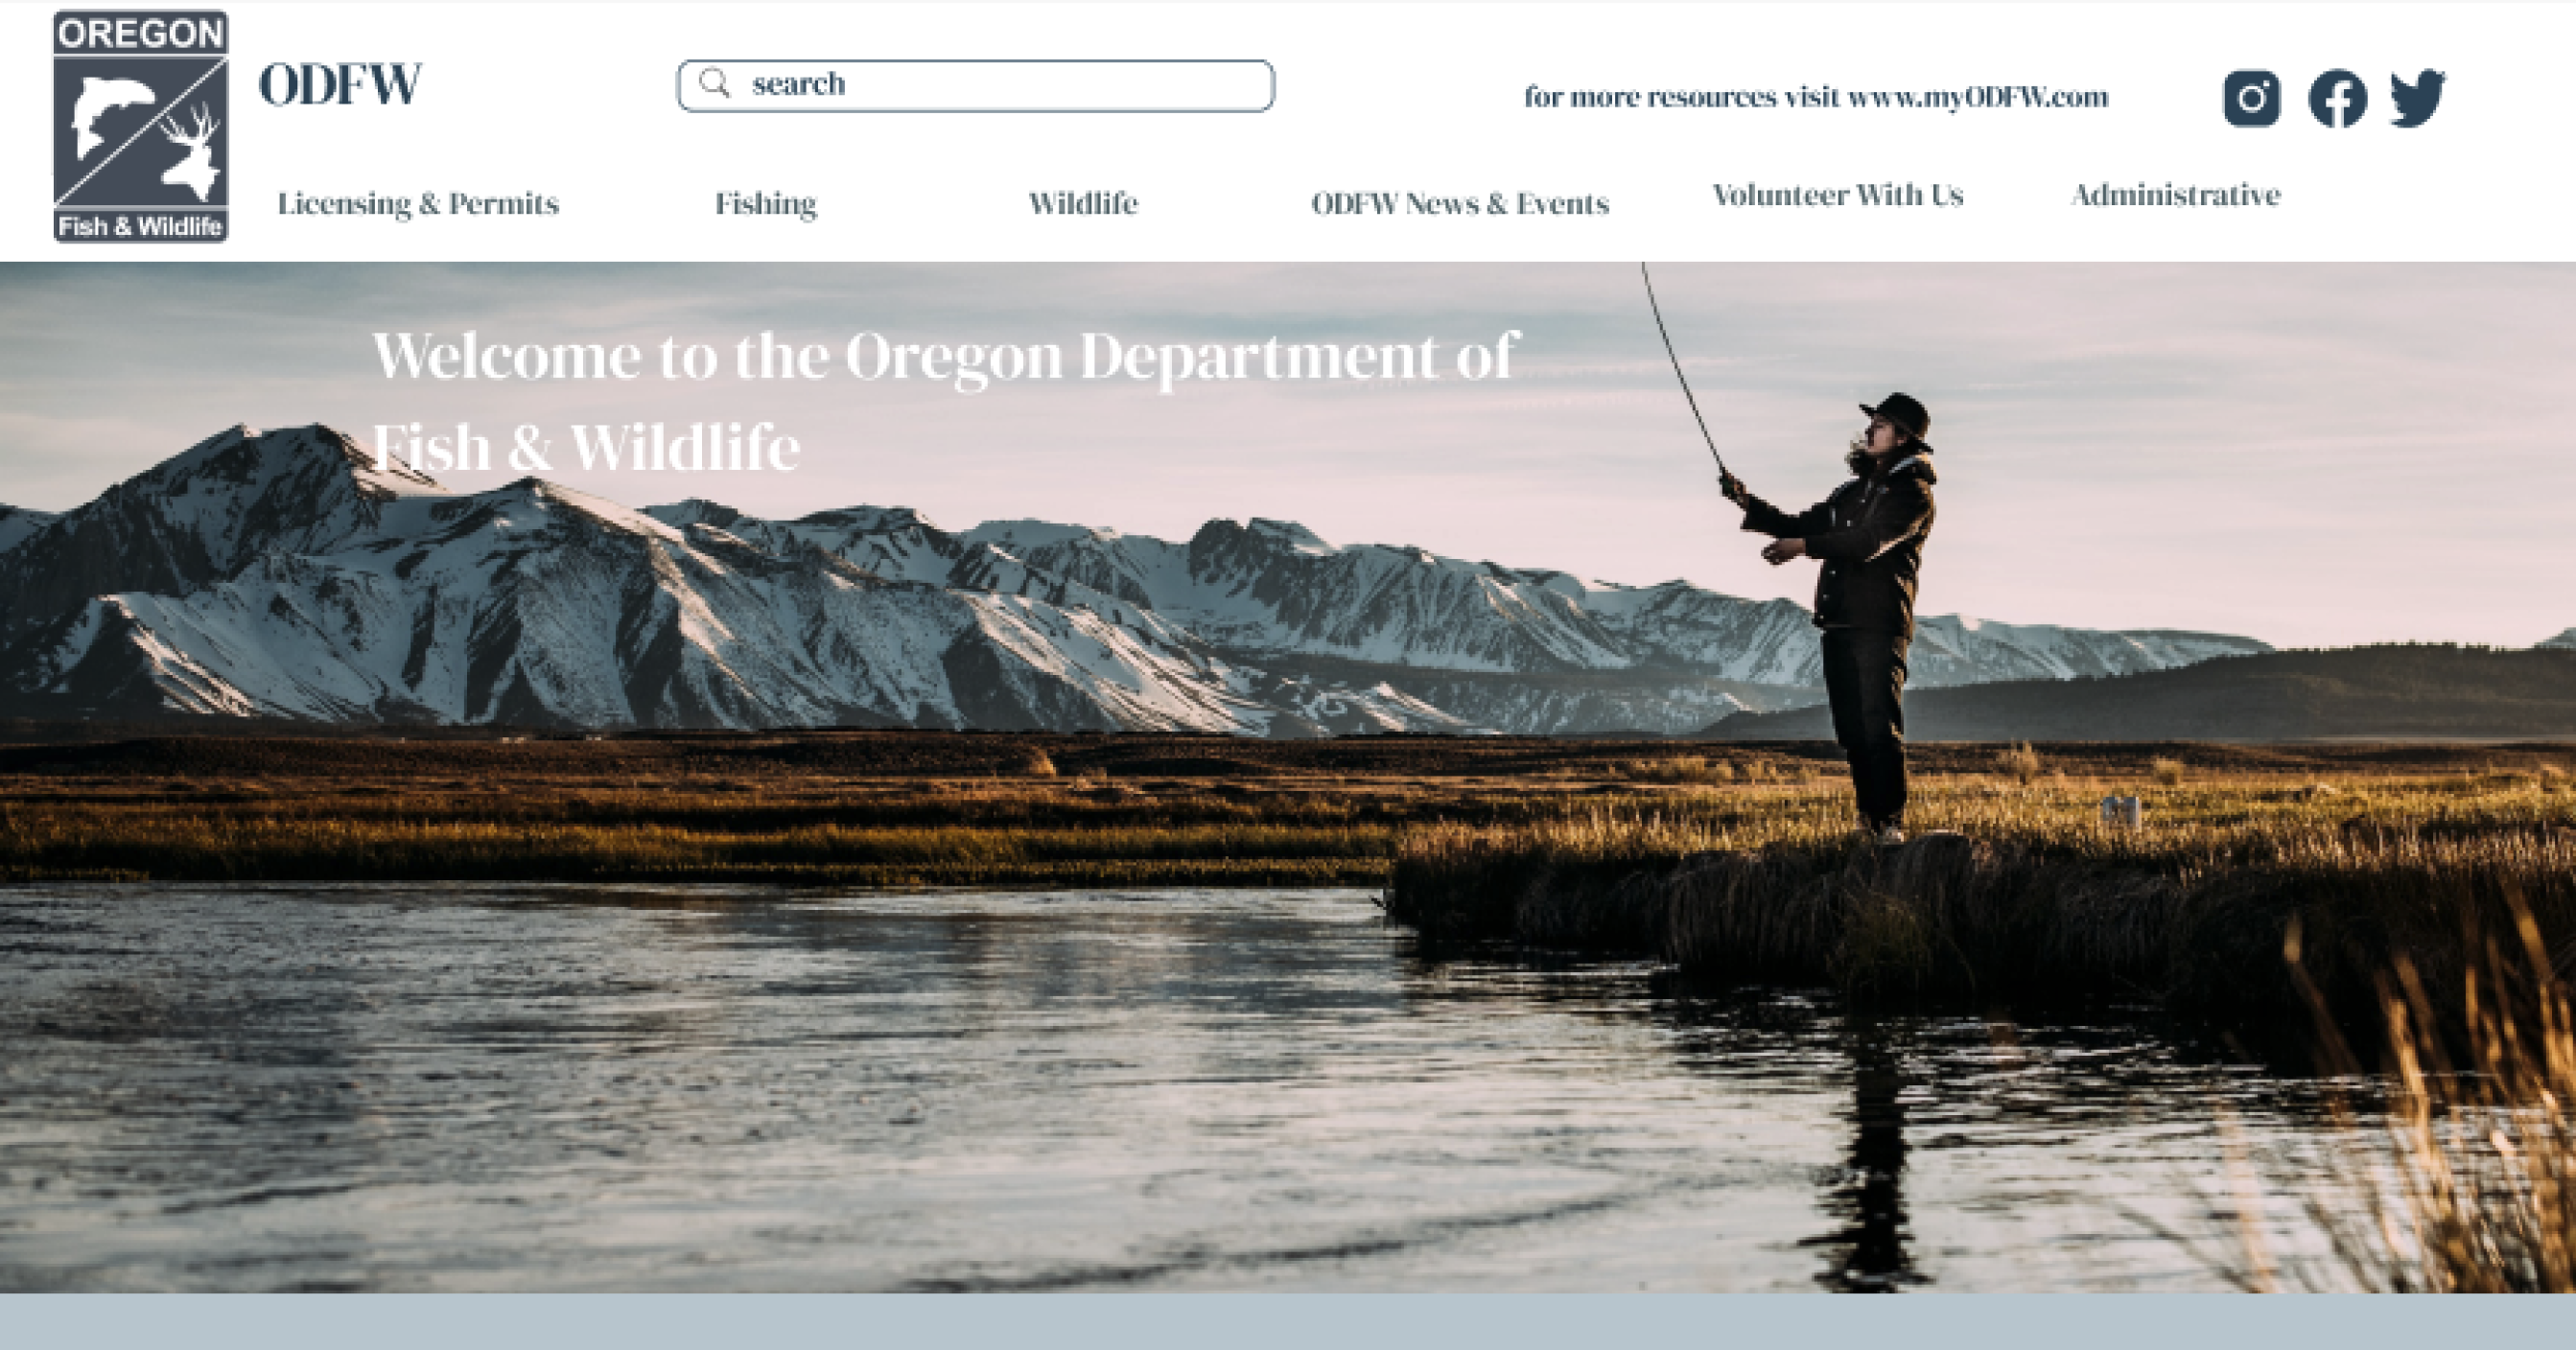 OREGON
Fish & Wildlife
ODFW
search
for more resources visit www.myODFW.com
Licensing & Permits
Fishing
Wildlife
ODFW News & Events
Volunteer With Us
Administrative
Welcome to the Oregon Department of
Fish & Wildlife